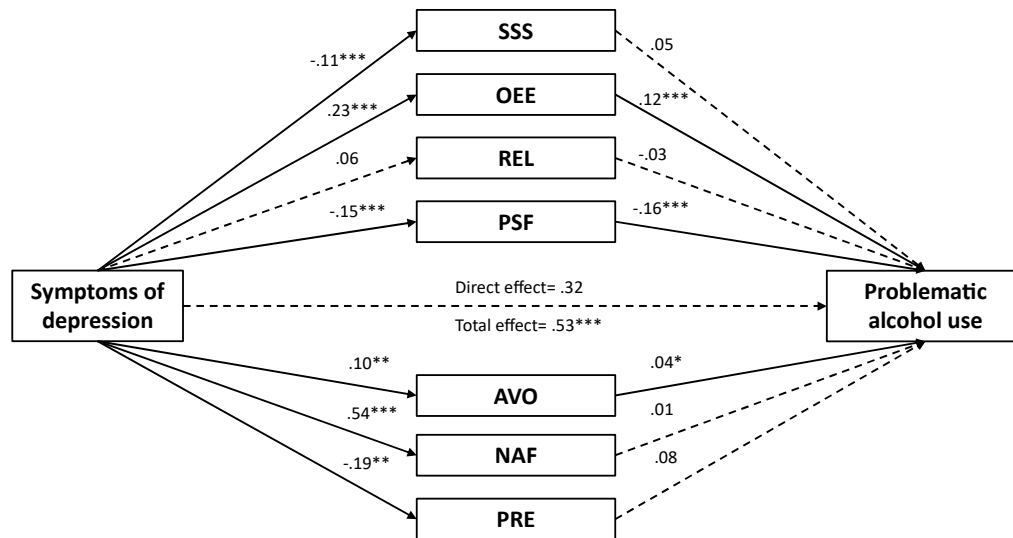 SSS
-.11***
.05
OEE
.23***
.12***
REL
.06
-.03
PSF
-.15***
-.16***
Symptoms of
depression
Direct effect= .32
Total effect= .53***
Problematic
alcohol use
AVO
.10**
.04*
NAF
.54***
.01
PRE
-.19**
.08